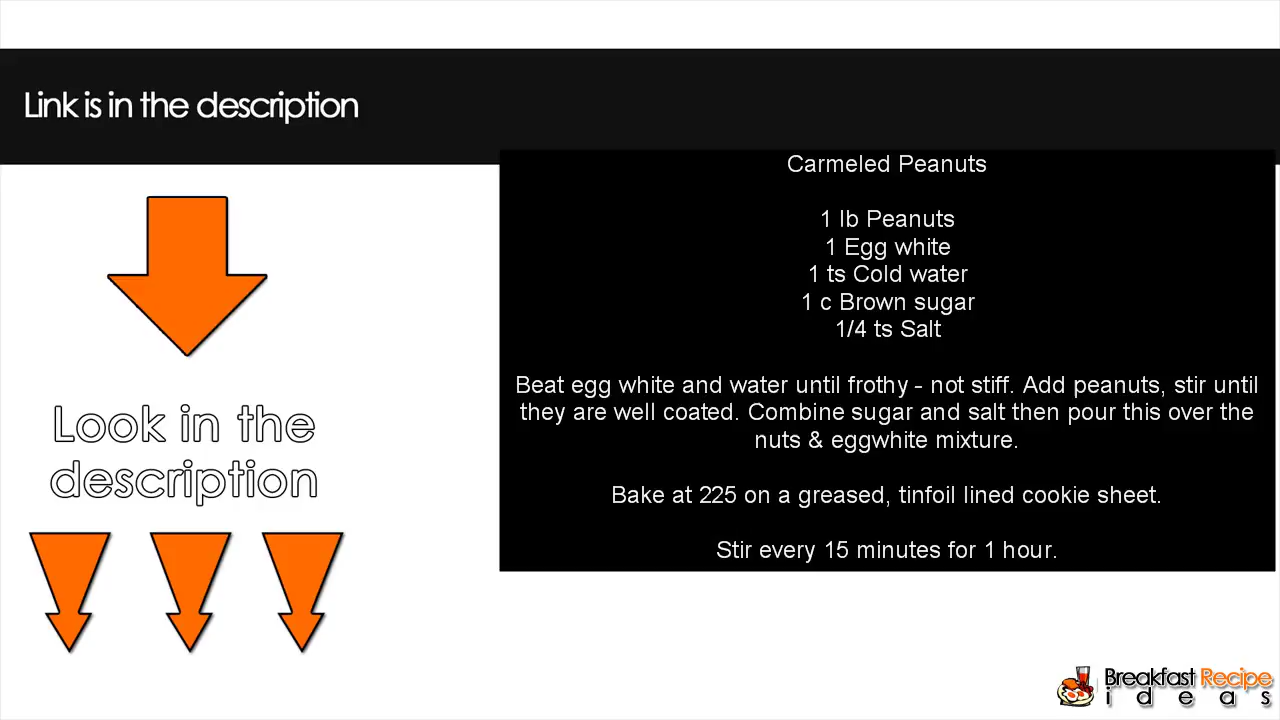 Link is in the description
Carmeled Peanuts
1 lb Peanuts
1 Egg white
1 ts Cold water
1 c Brown sugar
1/4 ts Salt
Beat egg white and water until frothy - not stiff. Add peanuts, stir until
they are well coated. Combine sugar and salt then pour this over the
nuts & eggwhite mixture.
Bake at 225 on a greased, tinfoil lined cookie sheet.
Stir every 15 minutes for 1 hour.
Look in the
description
Breakfast Recipe
ideas